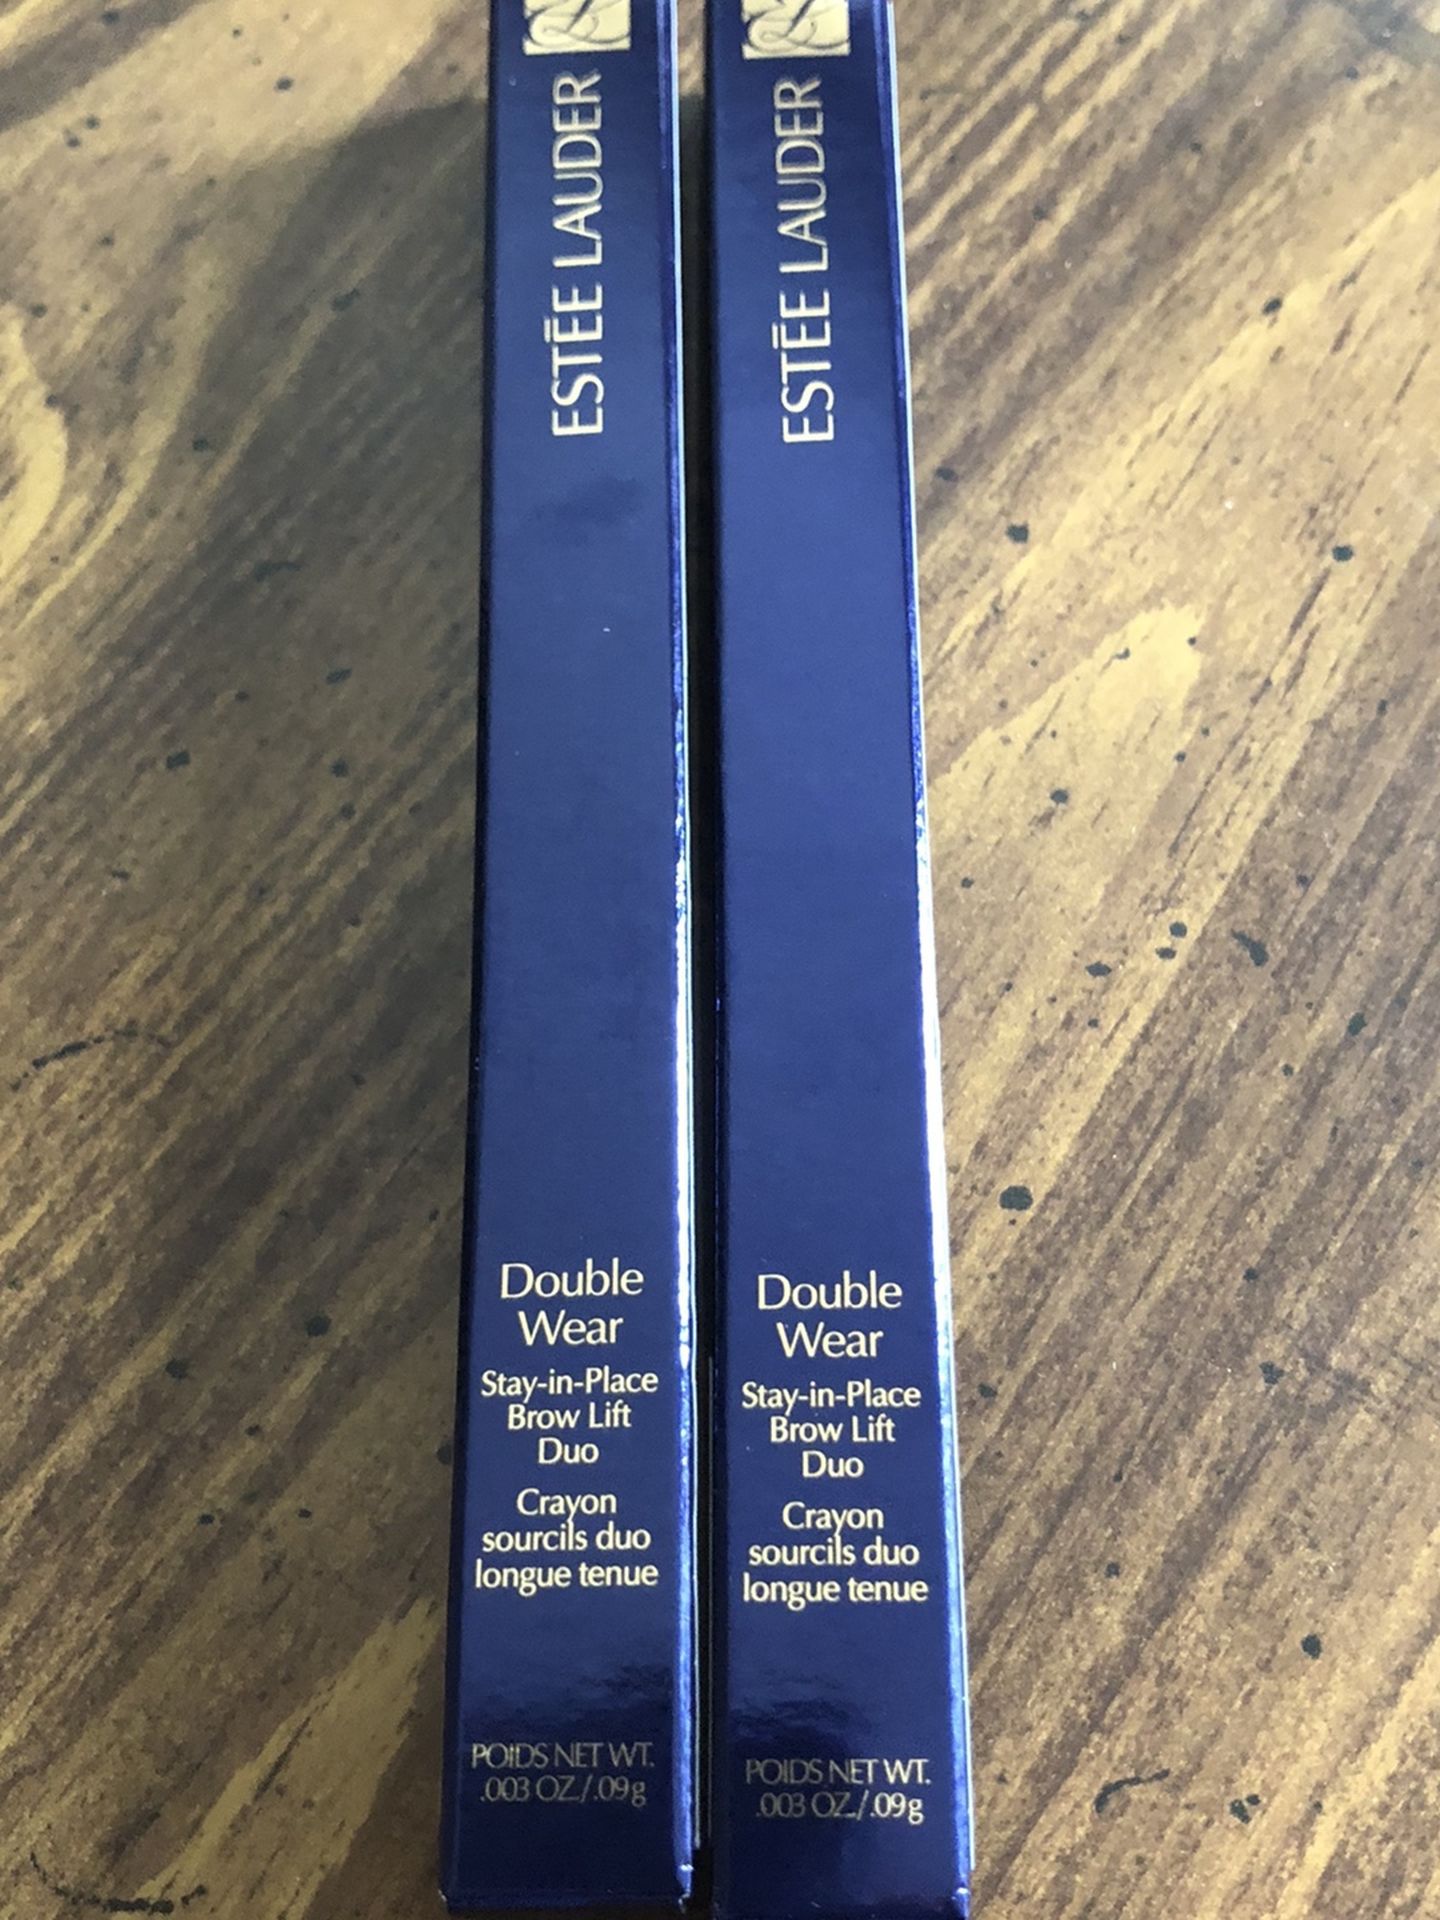 ESTĒE LAUDER
Double
Wear
Stay-in-Place
Brow Lift
Duo
Crayon
sourcils duo
longue tenue
POIDS NET WT.
.003 OZ./.09g
ESTĒE LAUDER
Double
Wear
Stay-in-Place
Brow Lift
Duo
Crayon
sourcils duo
longue tenue
POIDS NET WT.
.003 OZ./.09g